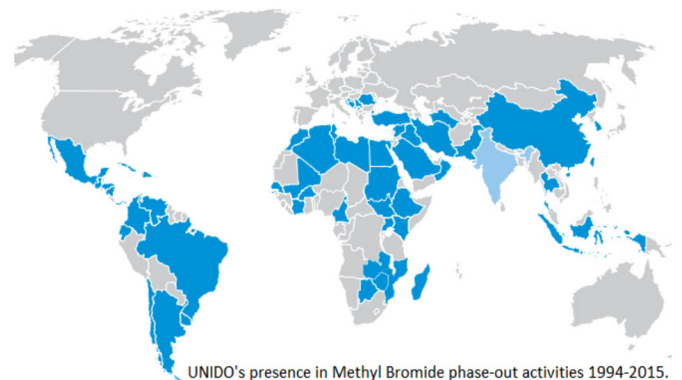 UNIDO's presence in Methyl Bromide phase-out activities 1994-2015.